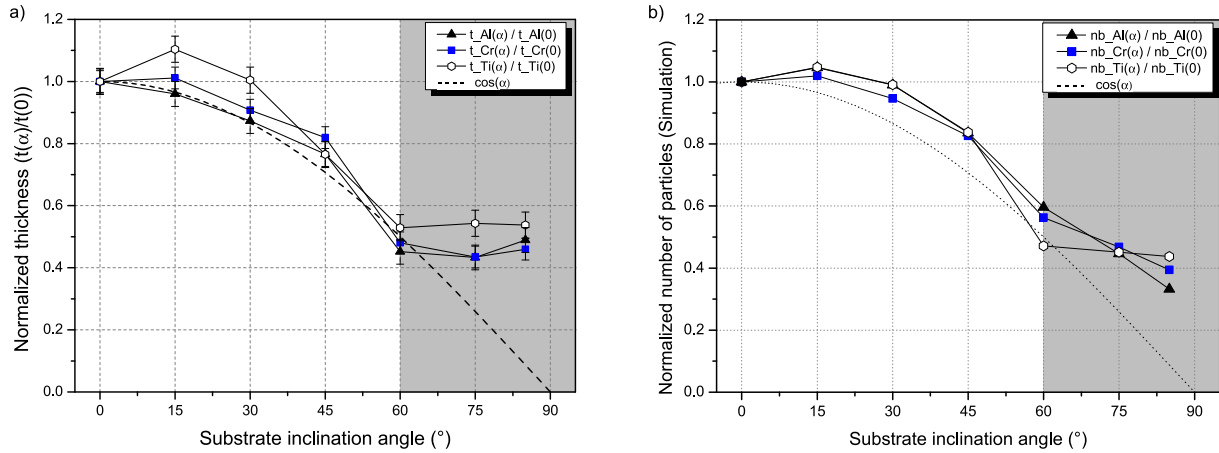 a)
1.2
1.0
0.8
0.6
0.4
0.2
0.0
Normalized thickness (t(α)/t(0))
t_Al(α) / t_Al(0)
t_Cr(α) / t_Cr(0)
t_Ti(α) / t_Ti(0)
cos(α)
0 15 30 45 60 75 90
Substrate inclination angle (°)
b)
1.2
1.0
0.8
0.6
0.4
0.2
0.0
Normalized number of particles (Simulation)
nb_Al(α) / nb_Al(0)
nb_Cr(α) / nb_Cr(0)
nb_Ti(α) / nb_Ti(0)
cos(α)
0 15 30 45 60 75 90
Substrate inclination angle (°)